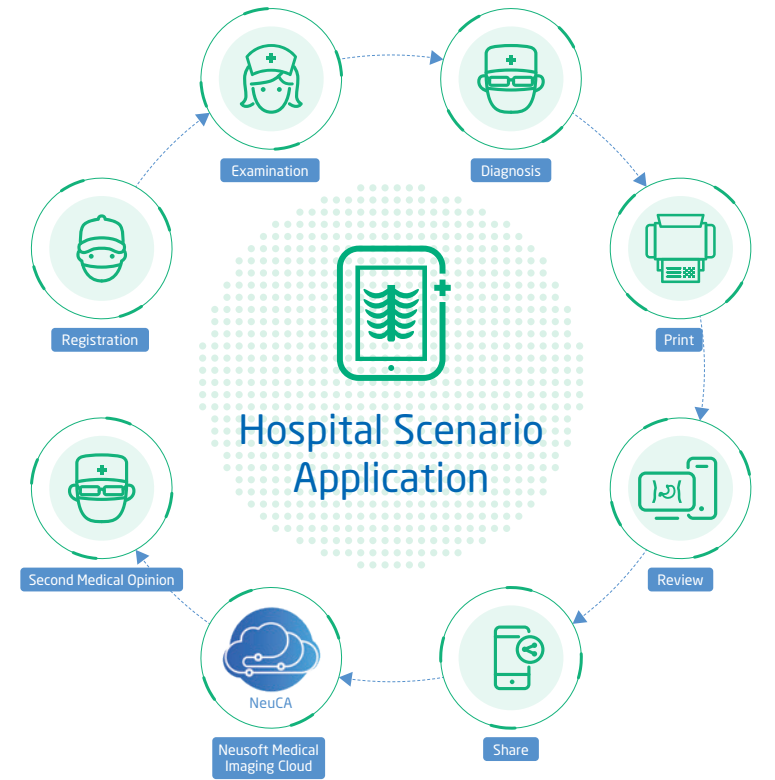 Examination
Diagnosis
Registration
Print
Hospital Scenario
Application
Second Medical Opinion
Review
NeuCA
Neusoft Medical
Imaging Cloud
Share